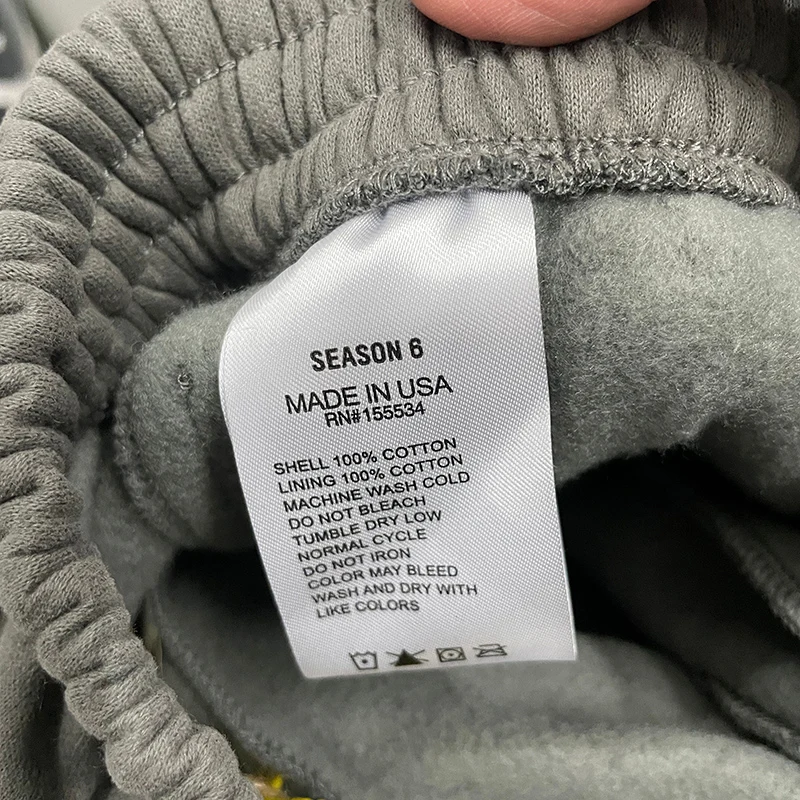 SEASON 6
MADE IN USA
RN#155534
SHELL 100% COTTON
LINING 100% COTTON
MACHINE WASH COLD
DO NOT BLEACH
TUMBLE DRY LOW
NORMAL CYCLE
DO NOT IRON
COLOR MAY BLEED
WASH AND DRY WITH
LIKE COLORS